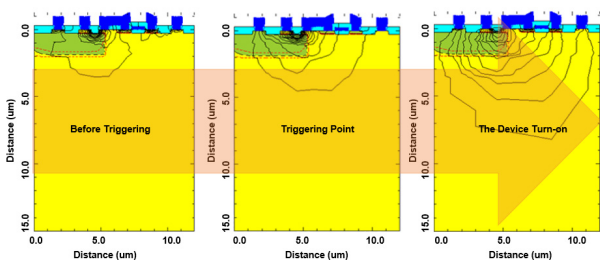 0.0
5.0
10.0
15.0
Distance (um)
Before Triggering
0.0 5.0 10.0
Distance (um)
0.0
5.0
10.0
15.0
Distance (um)
Triggering Point
0.0 5.0 10.0
Distance (um)
0.0
5.0
10.0
15.0
Distance (um)
The Device Turn-on
0.0 5.0 10.0
Distance (um)